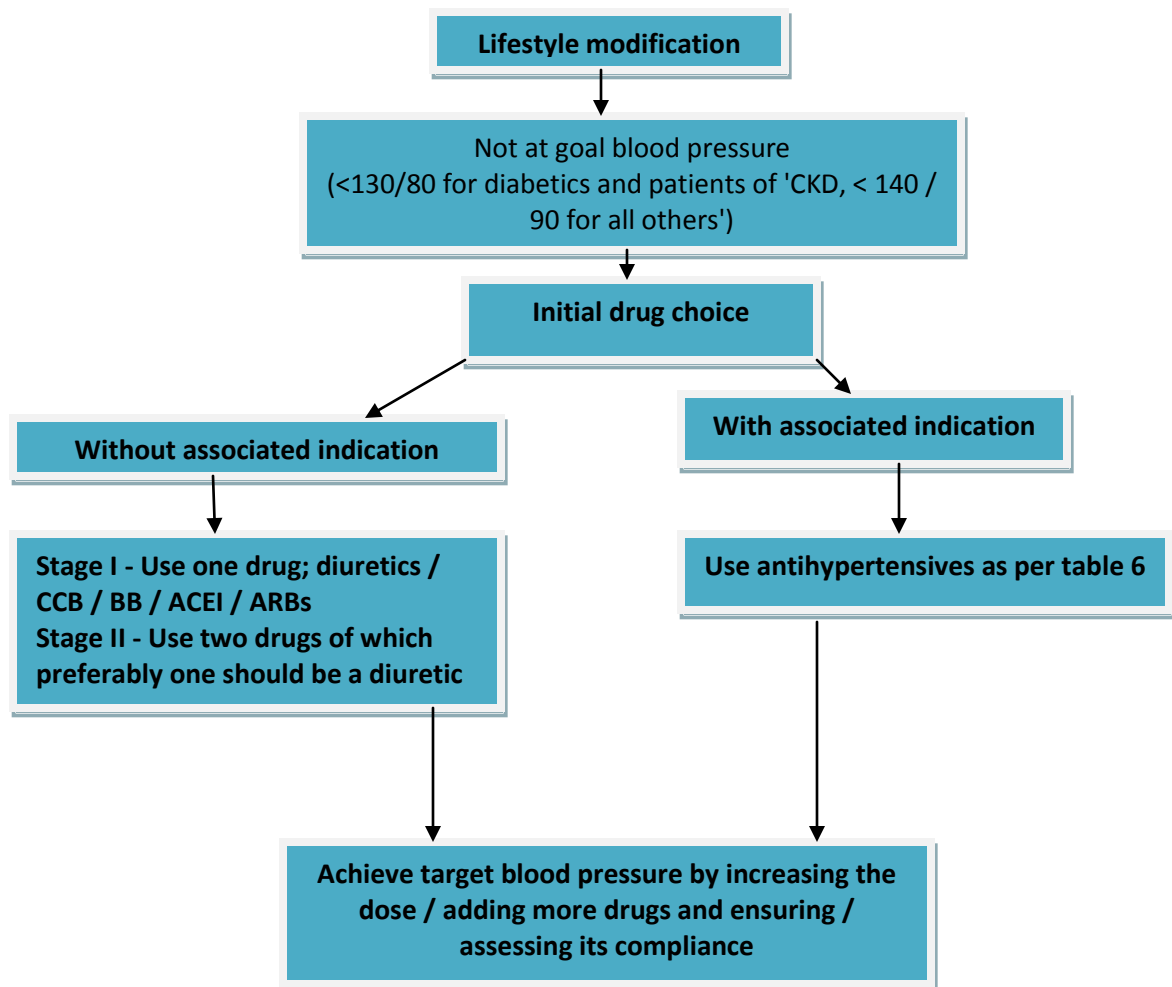 Lifestyle modification
Not at goal blood pressure
(<130/80 for diabetics and patients of 'CKD, < 140 /
90 for all others')
Initial drug choice
Without associated indication
With associated indication
Stage I - Use one drug; diuretics /
CCB / BB / ACEI / ARBs
Stage II - Use two drugs of which
preferably one should be a diuretic
Use antihypertensives as per table 6
Achieve target blood pressure by increasing the
dose / adding more drugs and ensuring /
assessing its compliance